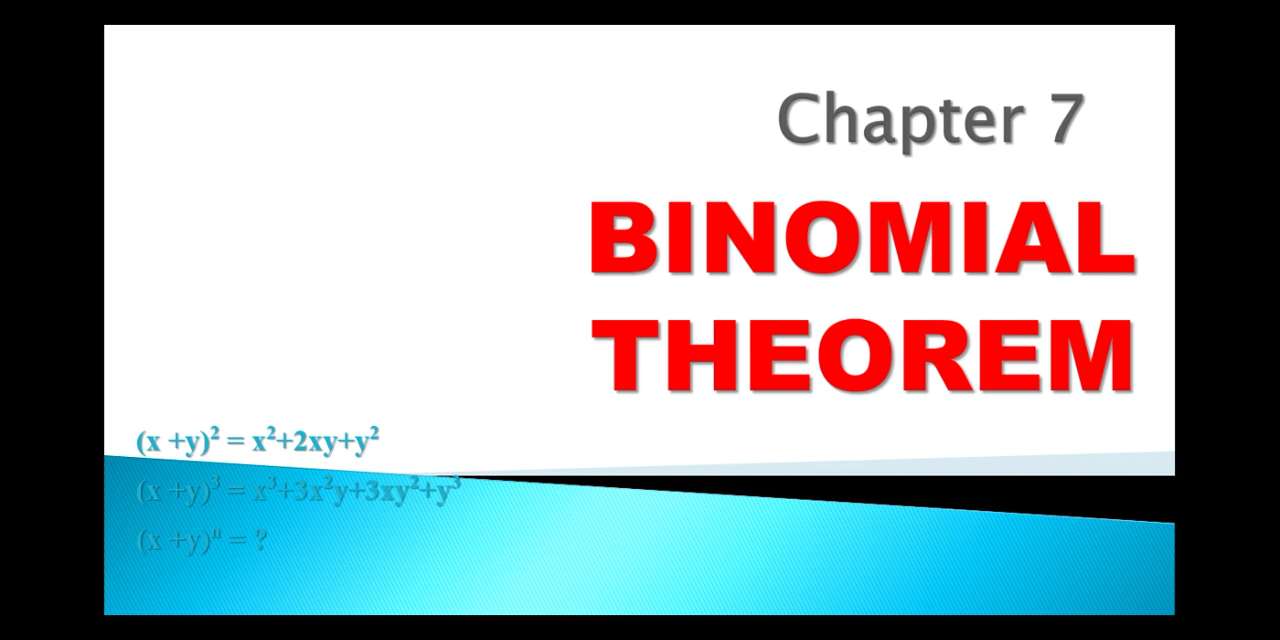 Chapter 7
BINOMIAL
THEOREM
(x +y)² = x²+2xy+y²
(x +y)³ = x³+3x²y+3xy²+y³
(x +y)ⁿ = ?